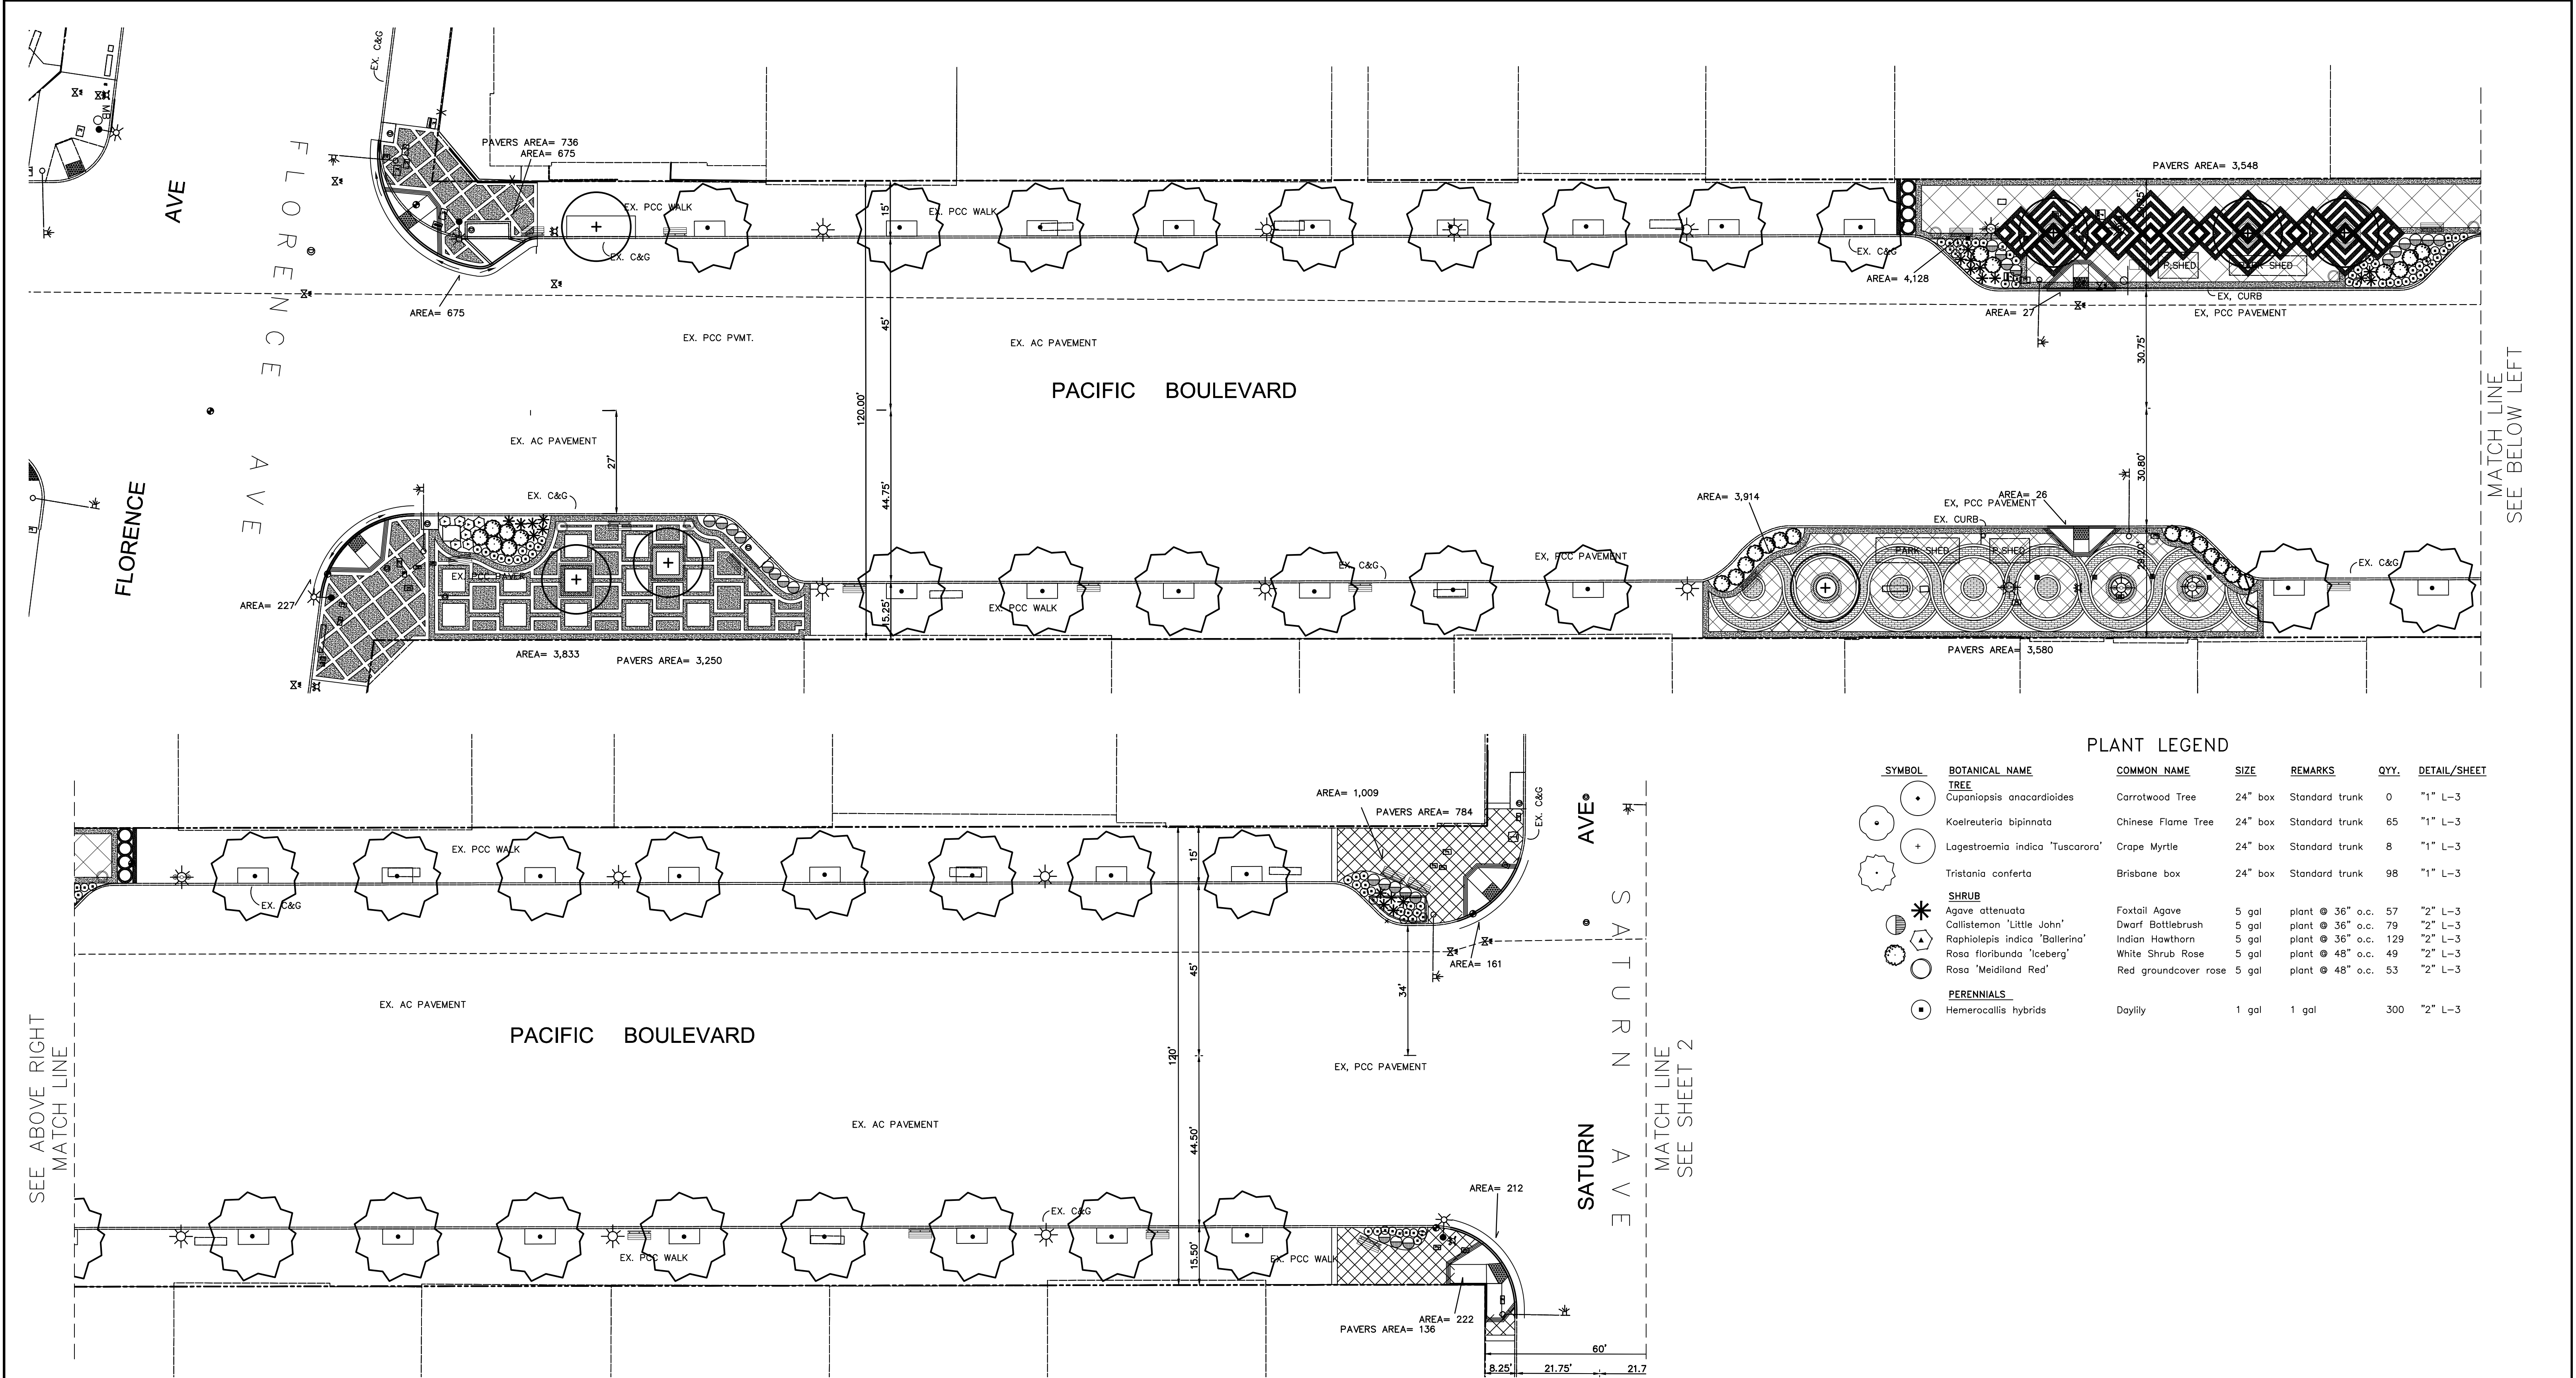 EX. C&G
MB
AVE
FLORENCE
FLORENCE AVE
PAVERS AREA= 736
AREA= 675
EX. PCC WALK
EX. C&G
AREA= 675
15'
EX. PCC WALK
45'
120.00'
EX. PCC PVMT.
EX. AC PAVEMENT
PACIFIC BOULEVARD
EX. C&G
AREA= 4,128
PAVERS AREA= 3,548
P.SHED
PARK SHED
EX, CURB
AREA= 27
EX, PCC PAVEMENT
30.75'
MATCH LINE
SEE BELOW LEFT
EX. AC PAVEMENT
27'
EX. C&G
44.75'
15.25'
EX. PCC PAVER
AREA= 227
AREA= 3,833
PAVERS AREA= 3,250
EX. PCC WALK
EX. C&G
EX, PCC PAVEMENT
AREA= 3,914
AREA= 26
EX, PCC PAVEMENT
EX. CURB
30.80'
PARK SHED
P.SHED
29.20'
EX. C&G
PAVERS AREA= 3,580
PLANT LEGEND
SYMBOL BOTANICAL NAME COMMON NAME SIZE REMARKS QYY. DETAIL/SHEET
TREE
Cupaniopsis anacardioides Carrotwood Tree 24" box Standard trunk 0 "1" L-3
Koelreuteria bipinnata Chinese Flame Tree 24" box Standard trunk 65 "1" L-3
Lagestroemia indica 'Tuscarora' Crape Myrtle 24" box Standard trunk 8 "1" L-3
Tristania conferta Brisbane box 24" box Standard trunk 98 "1" L-3
SHRUB
Agave attenuata Foxtail Agave 5 gal plant @ 36" o.c. 57 "2" L-3
Callistemon 'Little John' Dwarf Bottlebrush 5 gal plant @ 36" o.c. 79 "2" L-3
Raphiolepis indica 'Ballerina' Indian Hawthorn 5 gal plant @ 36" o.c. 129 "2" L-3
Rosa floribunda 'Iceberg' White Shrub Rose 5 gal plant @ 48" o.c. 49 "2" L-3
Rosa 'Meidiland Red' Red groundcover rose 5 gal plant @ 48" o.c. 53 "2" L-3
PERENNIALS
Hemerocallis hybrids Daylily 1 gal 1 gal 300 "2" L-3
SEE ABOVE RIGHT
MATCH LINE
EX. C&G
EX. PCC WALK
EX. AC PAVEMENT
PACIFIC BOULEVARD
EX. AC PAVEMENT
15'
45'
120'
44.50'
15.50'
AREA= 1,009
PAVERS AREA= 784
EX. C&G
AREA= 161
34'
EX, PCC PAVEMENT
AVE
SATURN
SATURN AVE
MATCH LINE
SEE SHEET 2
EX. PCC WALK
EX. C&G
EX. PCC WALK
AREA= 212
AREA= 222
PAVERS AREA= 136
60'
8.25'
21.75'
21.7